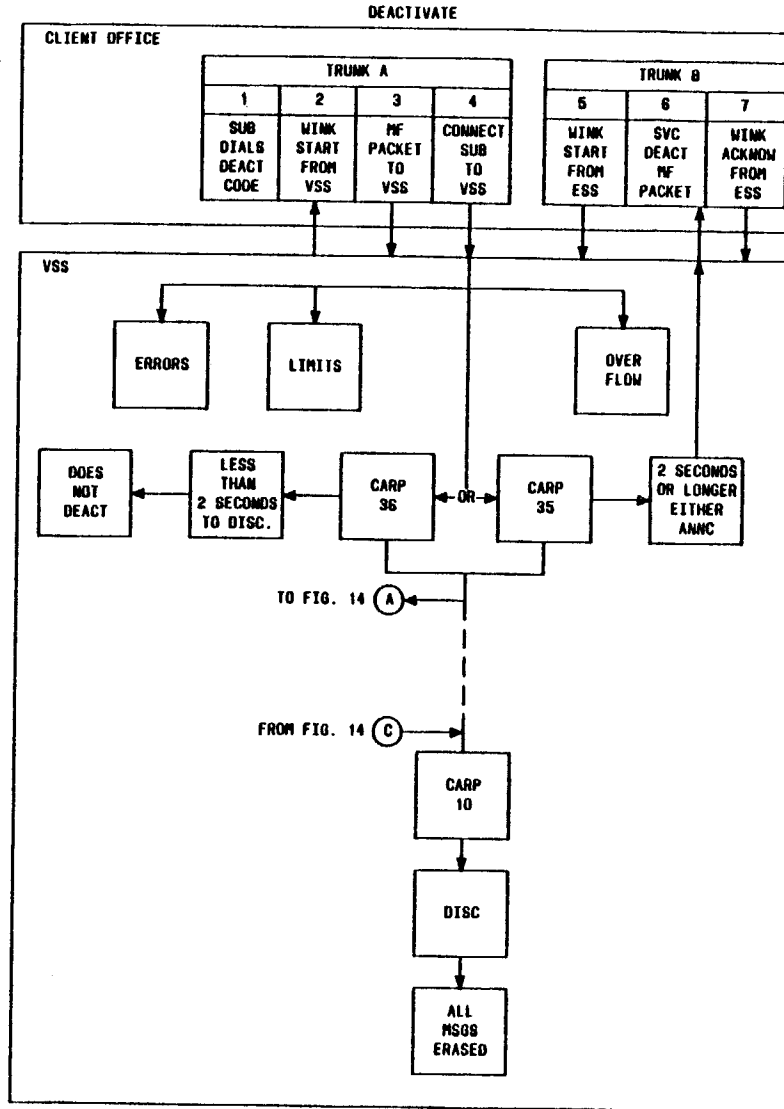 DEACTIVATE
CLIENT OFFICE
TRUNK A
1
SUB
DIALS
DEACT
CODE
2
WINK
START
FROM
VSS
3
MF
PACKET
TO
VSS
4
CONNECT
SUB
TO
VSS
TRUNK B
5
WINK
START
FROM
ESS
6
SVC
DEACT
MF
PACKET
7
WINK
ACKNOW
FROM
ESS
VSS
ERRORS
LIMITS
OVER
FLOW
DOES
NOT
DEACT
LESS
THAN
2 SECONDS
TO DISC.
CARP
36
OR
CARP
35
2 SECONDS
OR LONGER
EITHER
ANNC
TO FIG. 14 A
FROM FIG. 14 C
CARP
10
DISC
ALL
MSGS
ERASED